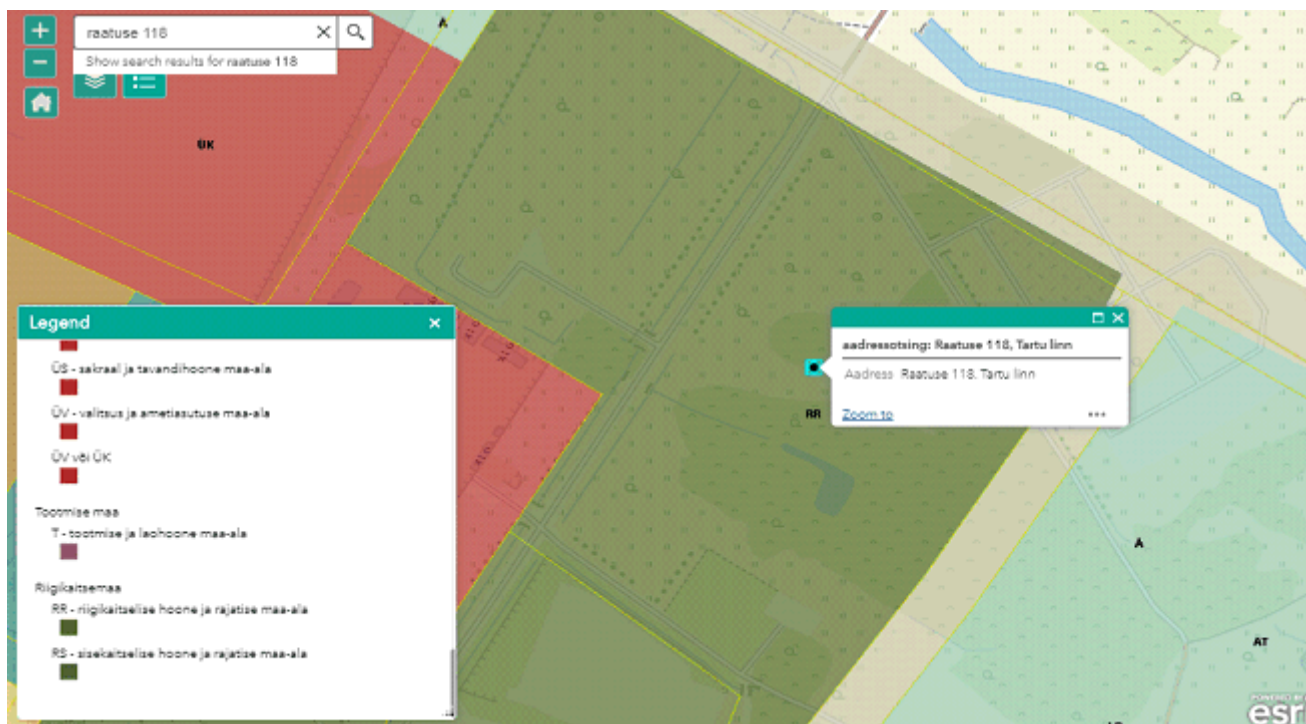 raatuse 118
Show search results for raatuse 118
A
ÜK
Legend
ÜS - sakraal ja tavandihoone maa-ala
ÜV - valitsus ja ametiasutuse maa-ala
ÜV või ÜK
Tootmise maa
T - tootmise ja laohoone maa-ala
Riigikaitsemaa
RR - riigikaitselise hoone ja rajatise maa-ala
RS - sisekaitselise hoone ja rajatise maa-ala
aadressotsing: Raatuse 118, Tartu linn
Aadress Raatuse 118, Tartu linn
Zoom to
RR
A
AT
POWERED BY
esri